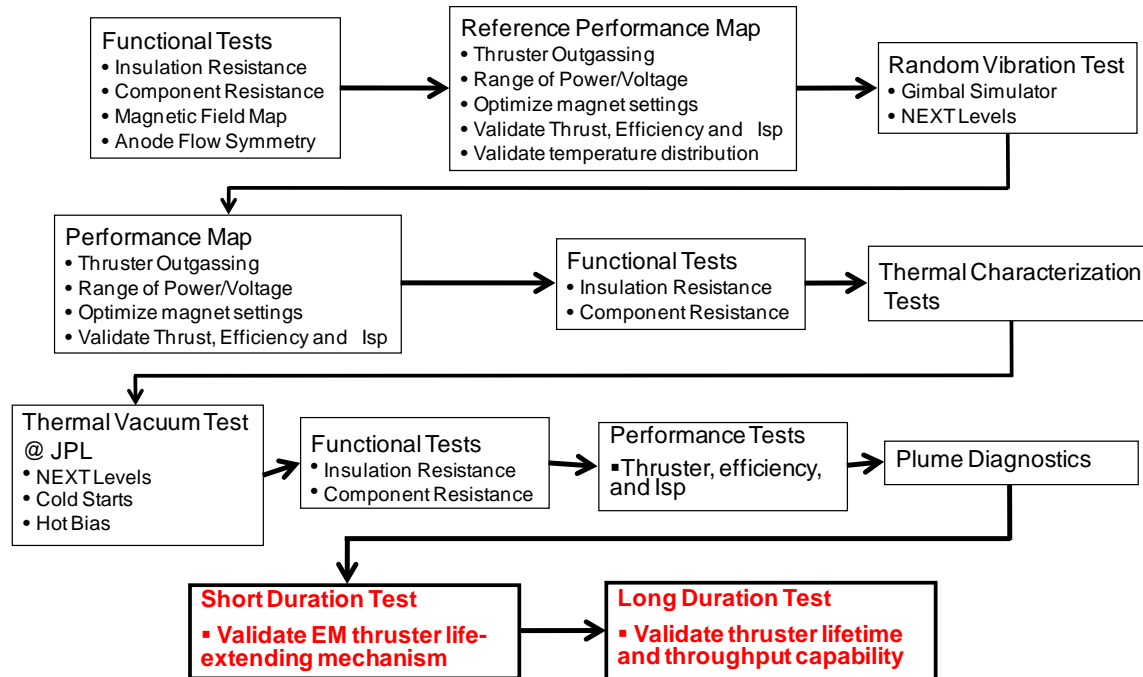 Functional Tests
• Insulation Resistance
• Component Resistance
• Magnetic Field Map
• Anode Flow Symmetry
Reference Performance Map
• Thruster Outgassing
• Range of Power/Voltage
• Optimize magnet settings
• Validate Thrust, Efficiency and Isp
• Validate temperature distribution
Random Vibration Test
• Gimbal Simulator
• NEXT Levels
Performance Map
• Thruster Outgassing
• Range of Power/Voltage
• Optimize magnet settings
• Validate Thrust, Efficiency and Isp
Functional Tests
• Insulation Resistance
• Component Resistance
Thermal Characterization
Tests
Thermal Vacuum Test
@ JPL
• NEXT Levels
• Cold Starts
• Hot Bias
Functional Tests
• Insulation Resistance
• Component Resistance
Performance Tests
▪Thruster, efficiency,
and Isp
Plume Diagnostics
Short Duration Test
▪ Validate EM thruster life-
extending mechanism
Long Duration Test
▪ Validate thruster lifetime
and throughput capability